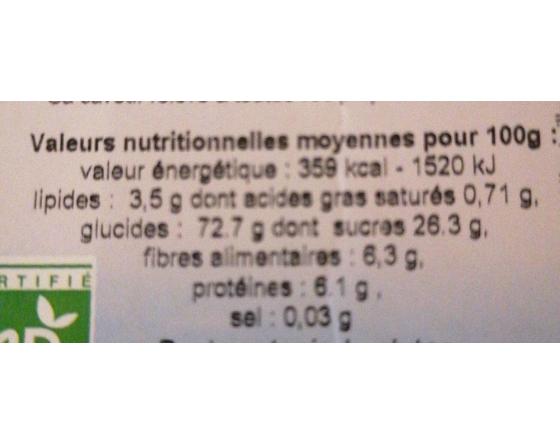 Valeurs nutritionnelles moyennes pour 100g :
valeur énergétique : 359 kcal - 1520 kJ
lipides : 3,5 g dont acides gras saturés 0,71 g,
glucides : 72.7 g dont sucres 26.3 g,
fibres alimentaires : 6,3 g,
protéines : 6.1 g ,
sel : 0,03 g
RTIFIÉ